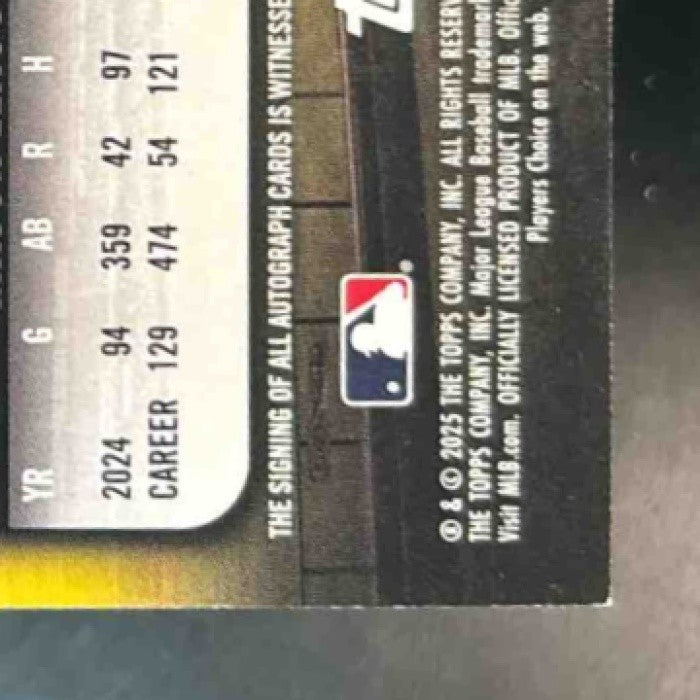 YR G AB R H
2024 94 359 42 97
CAREER 129 474 54 121
THE SIGNING OF ALL AUTOGRAPH CARDS IS WITNESSE
® & © 2025 THE TOPPS COMPANY, INC. ALL RIGHTS RESERV
THE TOPPS COMPANY, INC. Major League Baseball trademark
Visit MLB.com. OFFICIALLY LICENSED PRODUCT OF MLB. Offic
Players Choice on the web.